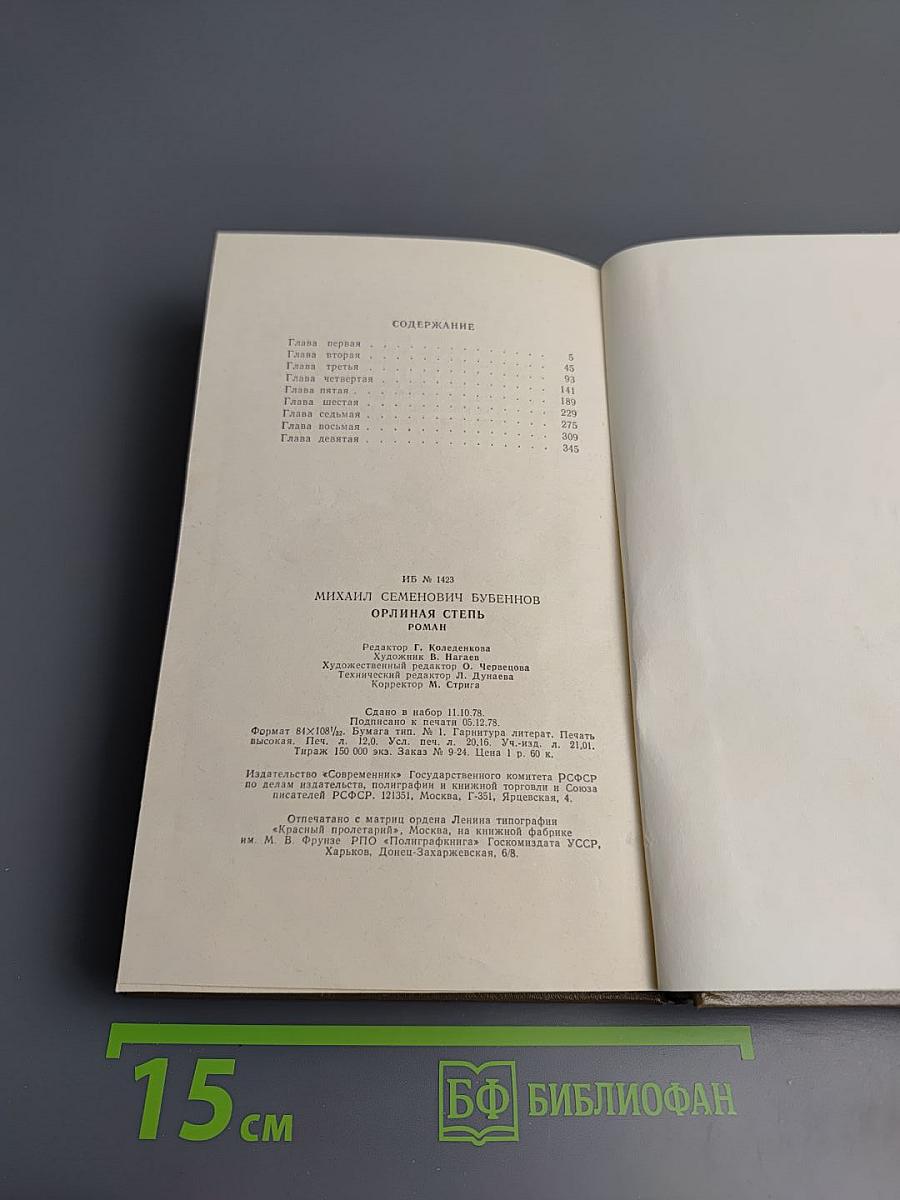 СОДЕРЖАНИЕ
Глава первая . . . . . . . . . . . . . . 5
Глава вторая . . . . . . . . . . . . . . 45
Глава третья . . . . . . . . . . . . . . 93
Глава четвертая . . . . . . . . . . . . . 141
Глава пятая . . . . . . . . . . . . . . 189
Глава шестая . . . . . . . . . . . . . . 229
Глава седьмая . . . . . . . . . . . . . . 275
Глава восьмая . . . . . . . . . . . . . . 309
Глава девятая . . . . . . . . . . . . . . 345
ИБ № 1423
МИХАИЛ СЕМЕНОВИЧ БУБЕННОВ
ОРЛИНАЯ СТЕПЬ
РОМАН
Редактор Г. Коледенкова
Художник В. Нагаев
Художественный редактор О. Червецова
Технический редактор Л. Дунаева
Корректор М. Стрига
Сдано в набор 11.10.78.
Подписано к печати 05.12.78.
Формат 84×108¹/₃₂. Бумага тип. № 1. Гарнитура литерат. Печать
высокая. Печ. л. 12,0. Усл. печ. л. 20,16. Уч.-изд. л. 21,01.
Тираж 150 000 экз. Заказ № 9-24. Цена 1 р. 60 к.
Издательство «Современник» Государственного комитета РСФСР
по делам издательств, полиграфии и книжной торговли и Союза
писателей РСФСР. 121351, Москва, Г-351, Ярцевская, 4.
Отпечатано с матриц ордена Ленина типографии
«Красный пролетарий», Москва, на книжной фабрике
им. М. В. Фрунзе РПО «Полиграфкнига» Госкомиздата УССР,
Харьков, Донец-Захаржевская, 6/8.
15 см
БФ БИБЛИОФАН